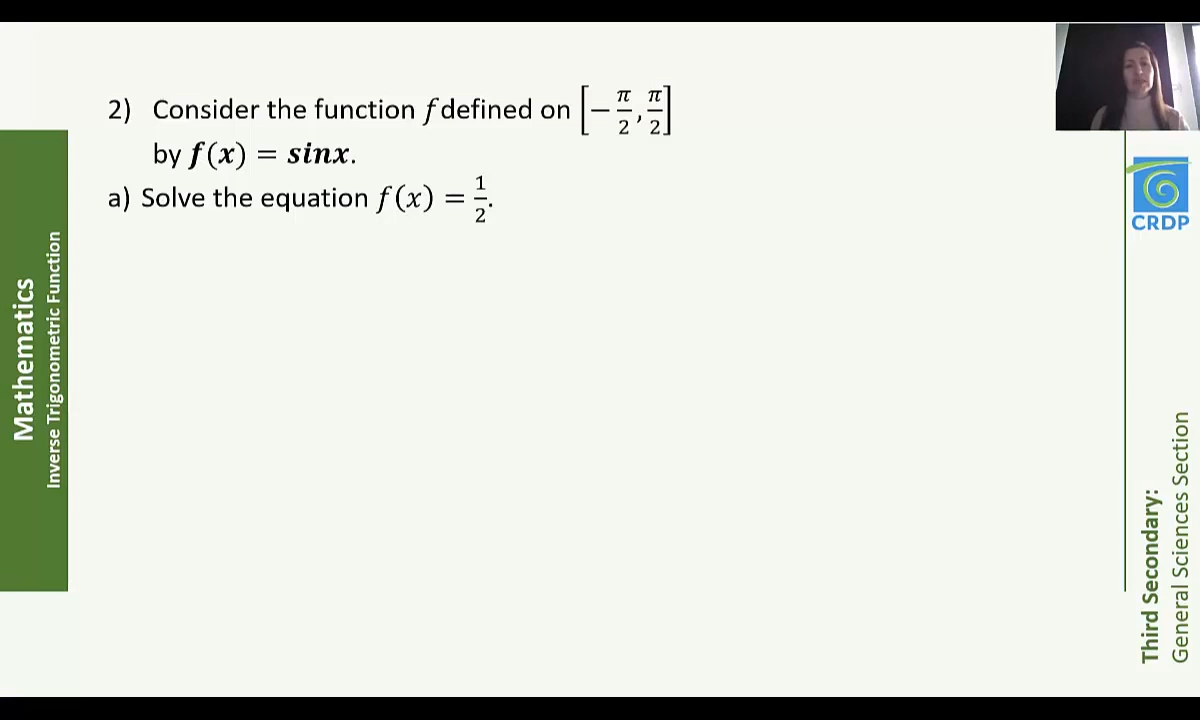 2) Consider the function f defined on [−π/2, π/2]
by f(x) = sinx.
a) Solve the equation f(x) = 1/2.
Mathematics
Inverse Trigonometric Function
CRDP
Third Secondary:
General Sciences Section